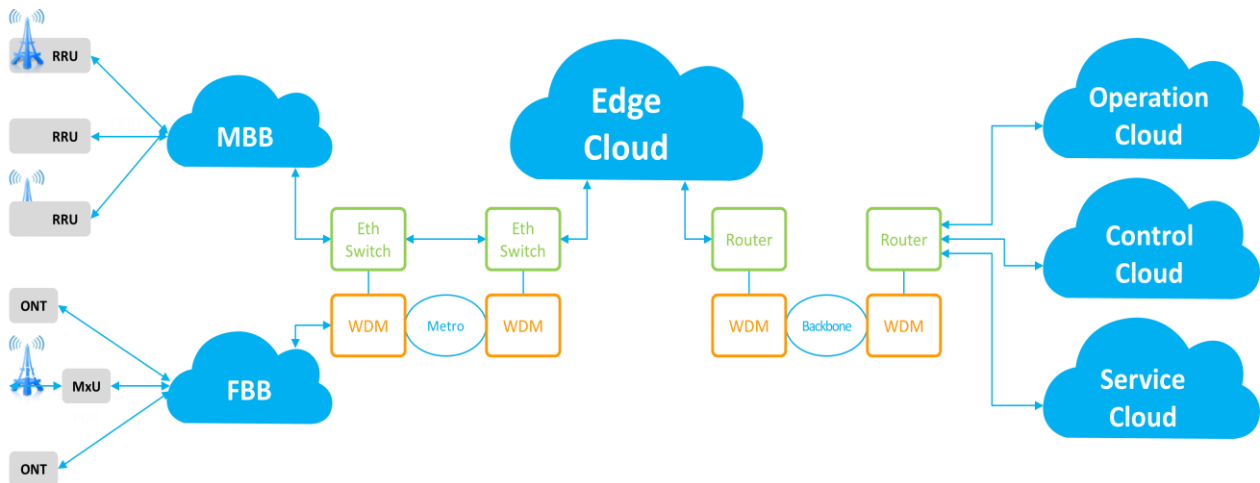 RRU
RRU
RRU
MBB
Edge
Cloud
Operation
Cloud
Eth
Switch
Eth
Switch
Router
Router
Control
Cloud
ONT
MxU
ONT
FBB
WDM
Metro
WDM
WDM
Backbone
WDM
Service
Cloud